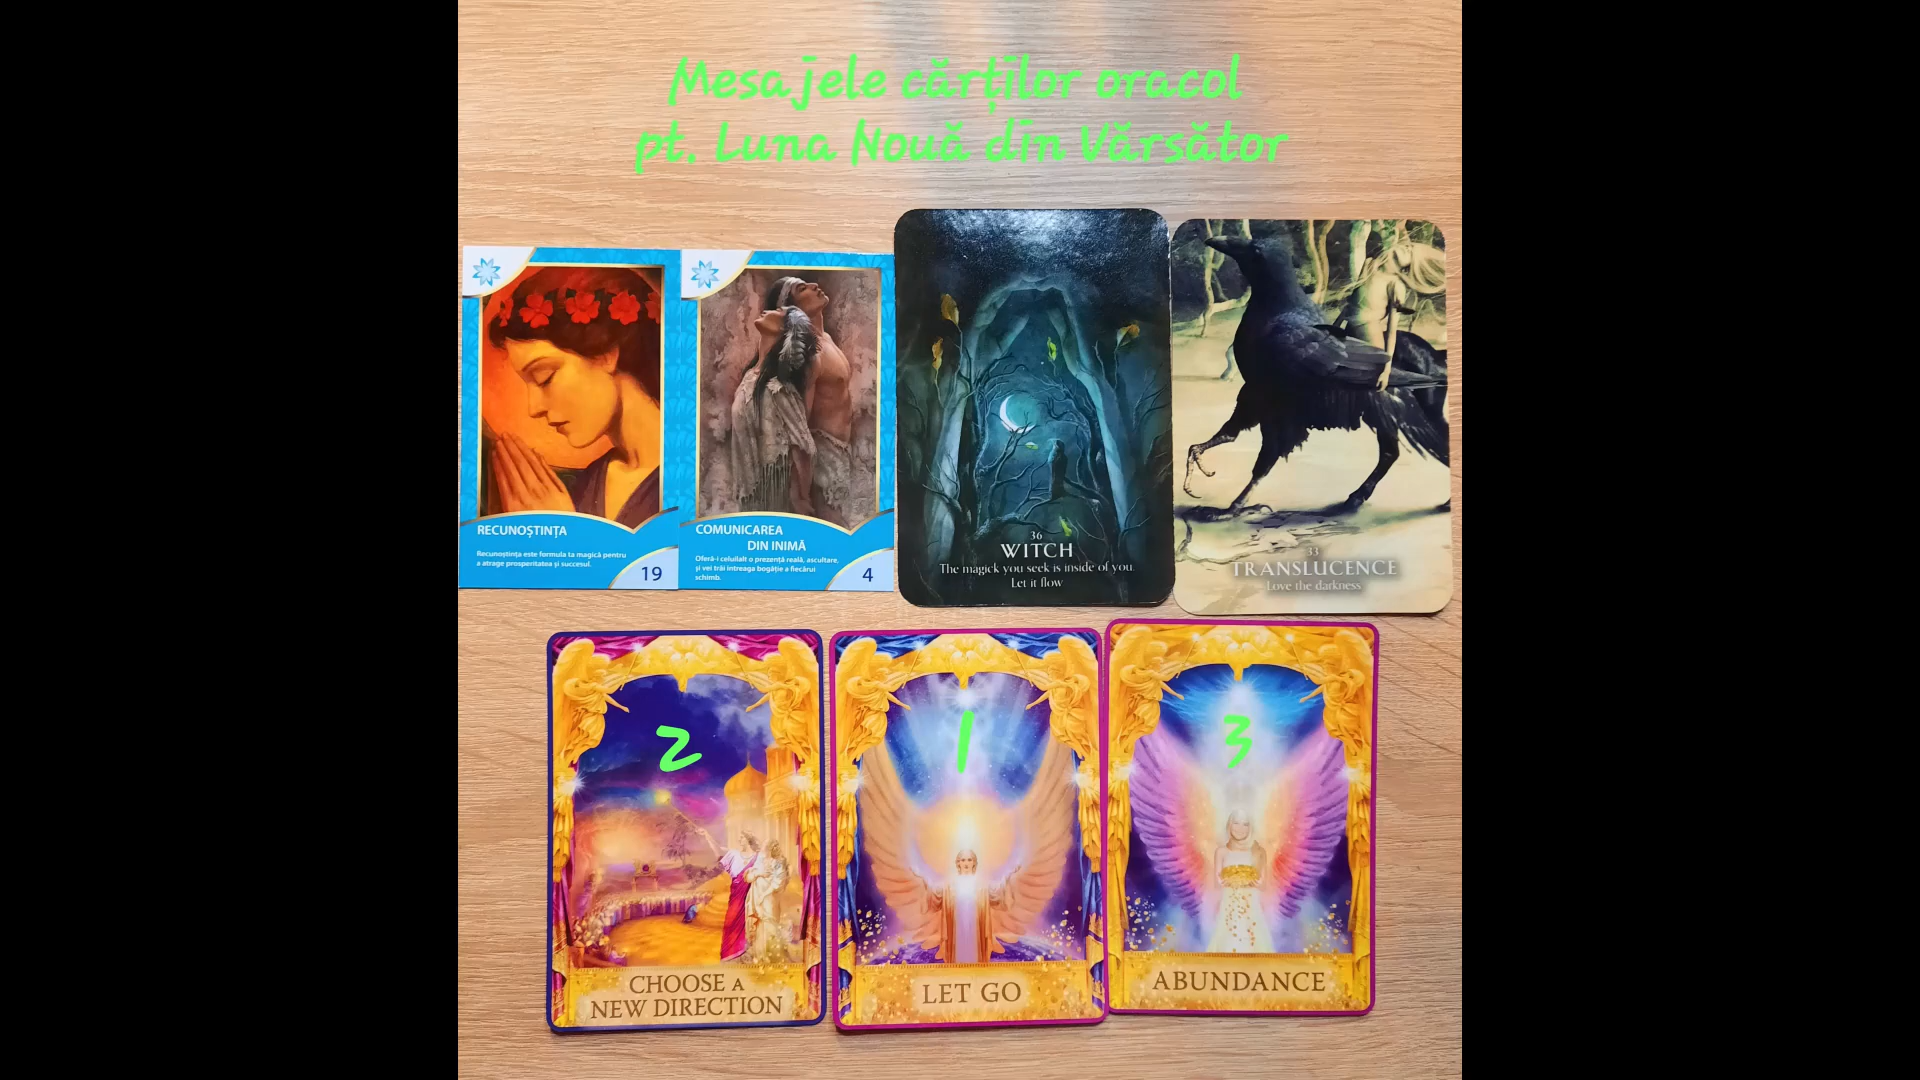 Mesajele cărților oracol
pt. Luna Nouă din Vărsător
RECUNOȘTINȚA
Recunoștința este formula ta magică pentru
a atrage prosperitatea și succesul.
19
COMUNICAREA
DIN INIMĂ
Oferă-i celuilalt o prezență reală, ascultare,
și vei trăi întreaga bogăție a fiecărui
schimb.
4
36
WITCH
The magick you seek is inside of you.
Let it flow
33
TRANSLUCENCE
Love the darkness
2
CHOOSE A
NEW DIRECTION
1
LET GO
3
ABUNDANCE